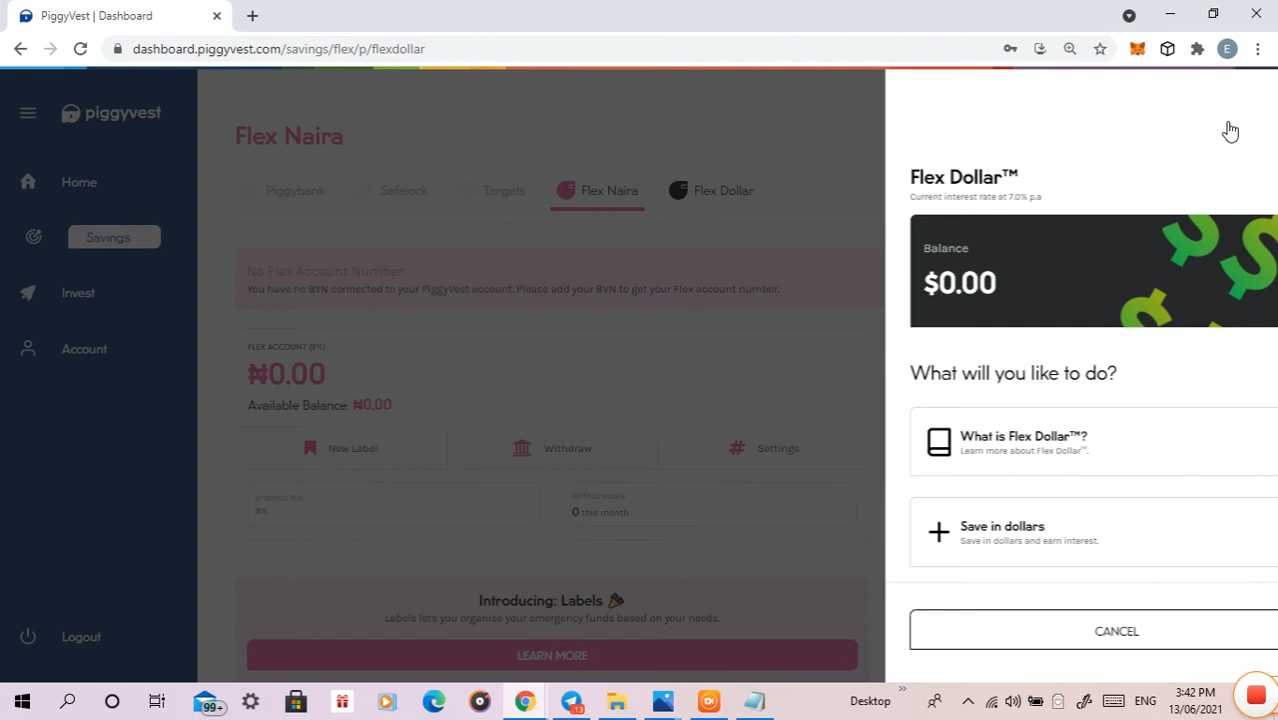 PiggyVest | Dashboard
dashboard.piggyvest.com/savings/flex/p/flexdollar
E
piggyvest
Home
Savings
Invest
Account
Logout
Flex Naira
Piggybank
Safelock
Targets
Flex Naira
Flex Dollar
No Flex Account Number!
You have no BVN connected to your PiggyVest account. Please add your BVN to get your Flex account number.
FLEX ACCOUNT (8%)
₦0.00
Available Balance: ₦0.00
New Label
Withdraw
Settings
Interest P.A.
8%
Withdrawals
0 this month
Introducing: Labels 🎉
Labels lets you organise your emergency funds based on your needs.
LEARN MORE
Flex Dollar™
Current interest rate at 7.0% p.a
Balance
$0.00
What will you like to do?
What is Flex Dollar™?
Learn more about Flex Dollar™.
Save in dollars
Save in dollars and earn interest.
CANCEL
99+
13
Desktop
ENG
3:42 PM
13/06/2021